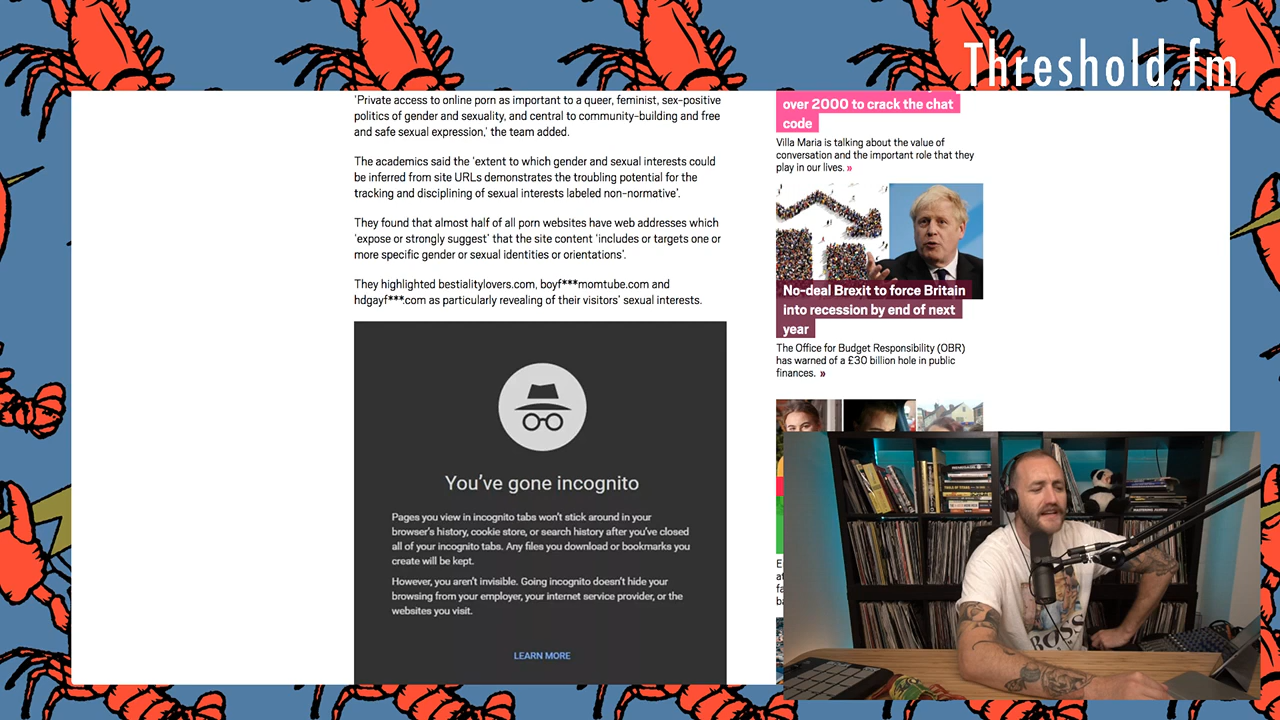 Threshold.fm
'Private access to online porn as important to a queer, feminist, sex-positive
politics of gender and sexuality, and central to community-building and free
and safe sexual expression,' the team added.
The academics said the 'extent to which gender and sexual interests could
be inferred from site URLs demonstrates the troubling potential for the
tracking and disciplining of sexual interests labeled non-normative'.
They found that almost half of all porn websites have web addresses which
'expose or strongly suggest' that the site content 'includes or targets one or
more specific gender or sexual identities or orientations'.
They highlighted bestialitylovers.com, boyf***momtube.com and
hdgayf***.com as particularly revealing of their visitors' sexual interests.
You've gone incognito
Pages you view in incognito tabs won't stick around in your
browser's history, cookie store, or search history after you've closed
all of your incognito tabs. Any files you download or bookmarks you
create will be kept.
However, you aren't invisible. Going incognito doesn't hide your
browsing from your employer, your internet service provider, or the
websites you visit.
LEARN MORE
over 2000 to crack the chat
code
Villa Maria is talking about the value of
conversation and the important role that they
play in our lives. »
No-deal Brexit to force Britain
into recession by end of next
year
The Office for Budget Responsibility (OBR)
has warned of a £30 billion hole in public
finances. »
BOSS